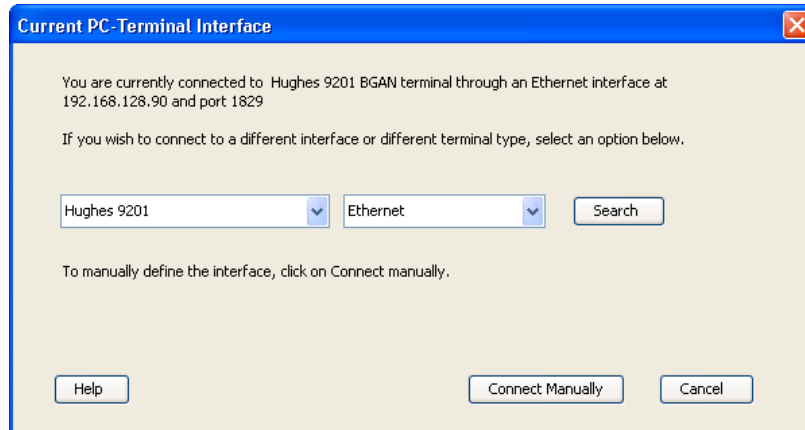 Current PC-Terminal Interface
You are currently connected to Hughes 9201 BGAN terminal through an Ethernet interface at
192.168.128.90 and port 1829
If you wish to connect to a different interface or different terminal type, select an option below.
Hughes 9201 Ethernet Search
To manually define the interface, click on Connect manually.
Help Connect Manually Cancel